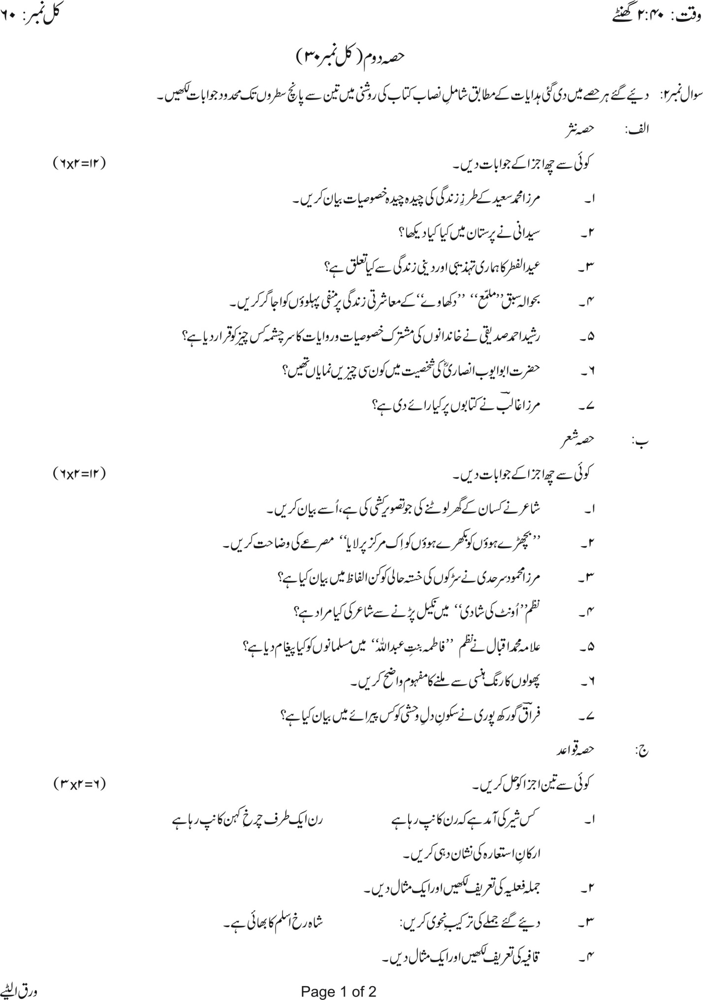 وقت: ۲:۴۰ گھنٹے کل نمبر: ۶۰
حصہ دوم (کل نمبر ۳۰)
سوال نمبر ۲: دیئے گئے ہر حصے میں دی گئی ہدایات کے مطابق شاملِ نصاب کتاب کی روشنی میں تین سے پانچ سطروں تک محدود جوابات لکھیں۔
الف: حصہ نثر
کوئی سے چھ اجزا کے جوابات دیں۔ (۶x۲=۱۲)
۱۔ مرزا محمد سعید کے طرزِ زندگی کی چیدہ چیدہ خصوصیات بیان کریں۔
۲۔ سیدانی نے پرستان میں کیا کیا دیکھا؟
۳۔ عید الفطر کا ہماری تہذیبی اور دینی زندگی سے کیا تعلق ہے؟
۴۔ بحوالہ سبق ’’ملمّع‘‘ ’’دکھاوے‘‘ کے معاشرتی زندگی پر منفی پہلوؤں کو اجاگر کریں۔
۵۔ رشید احمد صدیقی نے خاندانوں کی مشترک خصوصیات و روایات کا سرچشمہ کس چیز کو قرار دیا ہے؟
۶۔ حضرت ابو ایوب انصاریؓ کی شخصیت میں کون سی چیزیں نمایاں تھیں؟
۷۔ مرزا غالبؔ نے کتابوں پر کیا رائے دی ہے؟
ب: حصہ شعر
کوئی سے چھ اجزا کے جوابات دیں۔ (۶x۲=۱۲)
۱۔ شاعر نے کسان کے گھر لوٹنے کی جو تصویر کشی کی ہے، اُسے بیان کریں۔
۲۔ ’’بچھڑے ہوؤں کو بکھرے ہوؤں کو اِک مرکز پر لایا‘‘ مصرعے کی وضاحت کریں۔
۳۔ مرزا محمود سرحدی نے سڑکوں کی خستہ حالی کو کن الفاظ میں بیان کیا ہے؟
۴۔ نظم ’’اُونٹ کی شادی‘‘ میں نکیل پڑنے سے شاعر کی کیا مراد ہے؟
۵۔ علامہ محمد اقبال نے نظم ’’فاطمہ بنتِ عبداللہ‘‘ میں مسلمانوں کو کیا پیغام دیا ہے؟
۶۔ پھولوں کا رنگ ہنسی سے ملنے کا مفہوم واضح کریں۔
۷۔ فراقؔ گورکھ پوری نے سکونِ دلِ وحشی کو کس پیرائے میں بیان کیا ہے؟
ج: حصہ قواعد
کوئی سے تین اجزا کو حل کریں۔ (۳x۲=۶)
۱۔ کس شیر کی آمد ہے کہ رن کانپ رہا ہے رن ایک طرف چرخِ کہن کانپ رہا ہے
ارکانِ استعارہ کی نشان دہی کریں۔
۲۔ جملہ فعلیہ کی تعریف لکھیں اور ایک مثال دیں۔
۳۔ دیئے گئے جملے کی ترکیبِ نحوی کریں: شاہ رخ اسلم کا بھائی ہے۔
۴۔ قافیہ کی تعریف لکھیں اور ایک مثال دیں۔
Page 1 of 2 ورق الٹیے